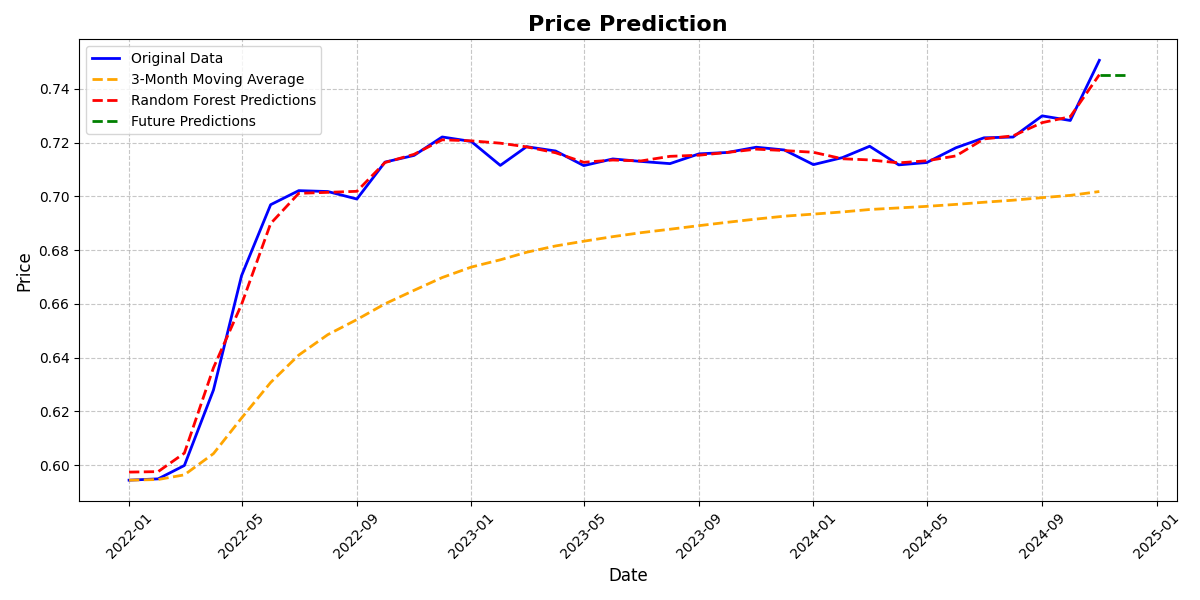 Price Prediction
Original Data
3-Month Moving Average
Random Forest Predictions
Future Predictions
Price
0.74
0.72
0.70
0.68
0.66
0.64
0.62
0.60
2022-01
2022-05
2022-09
2023-01
2023-05
2023-09
2024-01
2024-05
2024-09
2025-01
Date